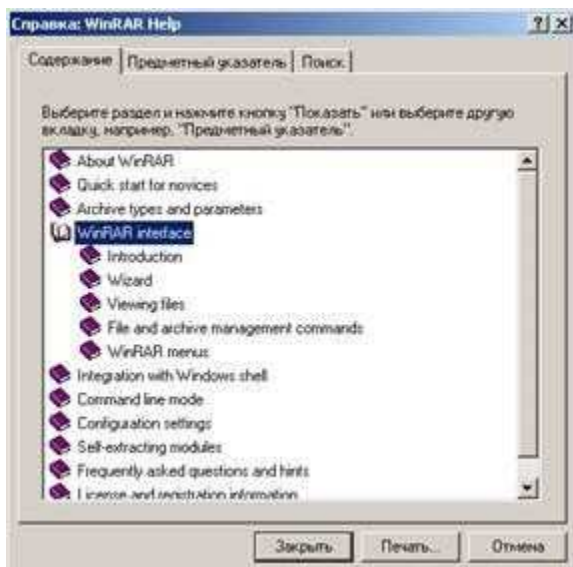 Справка: WinRAR Help
Содержание Предметный указатель Поиск
Выберите раздел и нажмите кнопку "Показать" или выберите другую
вкладку, например, "Предметный указатель".
About WinRAR
Quick start for novices
Archive types and parameters
WinRAR interface
Introduction
Wizard
Viewing files
File and archive management commands
WinRAR menus
Integration with Windows shell
Command line mode
Configuration settings
Self-extracting modules
Frequently asked questions and hints
License and registration information
Закрыть Печать... Отмена